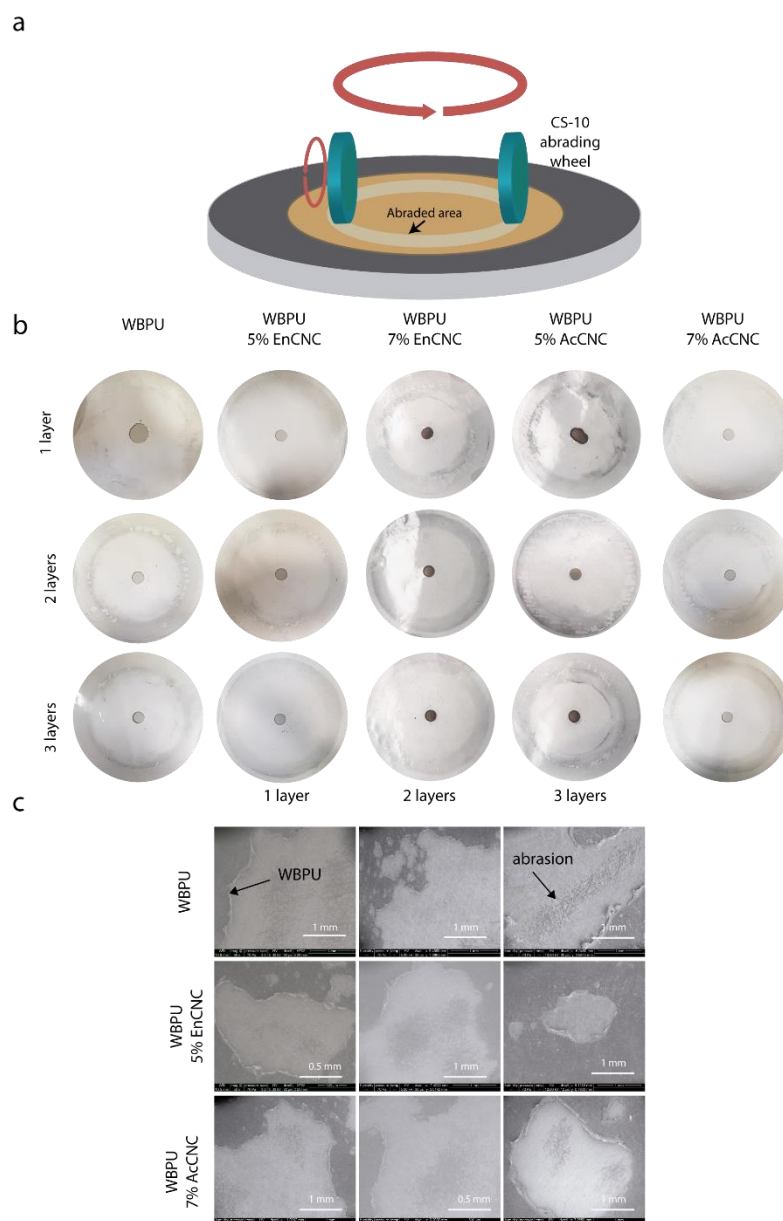 a
CS-10
abrading
wheel
Abraded area
b
WBPU
WBPU
5% EnCNC
WBPU
7% EnCNC
WBPU
5% AcCNC
WBPU
7% AcCNC
1 layer
2 layers
3 layers
1 layer
2 layers
3 layers
c
WBPU
WBPU
1 mm
1 mm
abrasion
1 mm
WBPU
5% EnCNC
0.5 mm
1 mm
1 mm
WBPU
7% AcCNC
1 mm
0.5 mm
1 mm